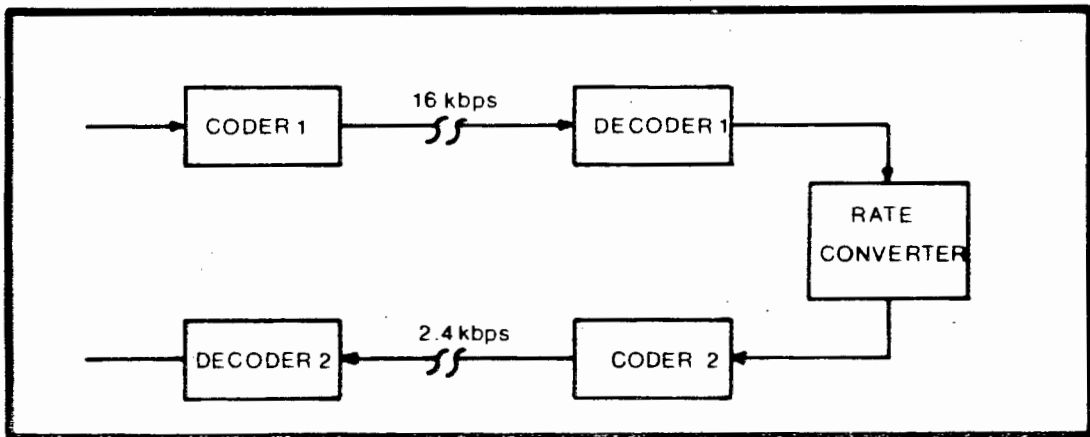 16 kbps
CODER 1
DECODER 1
RATE
CONVERTER
2.4 kbps
DECODER 2
CODER 2